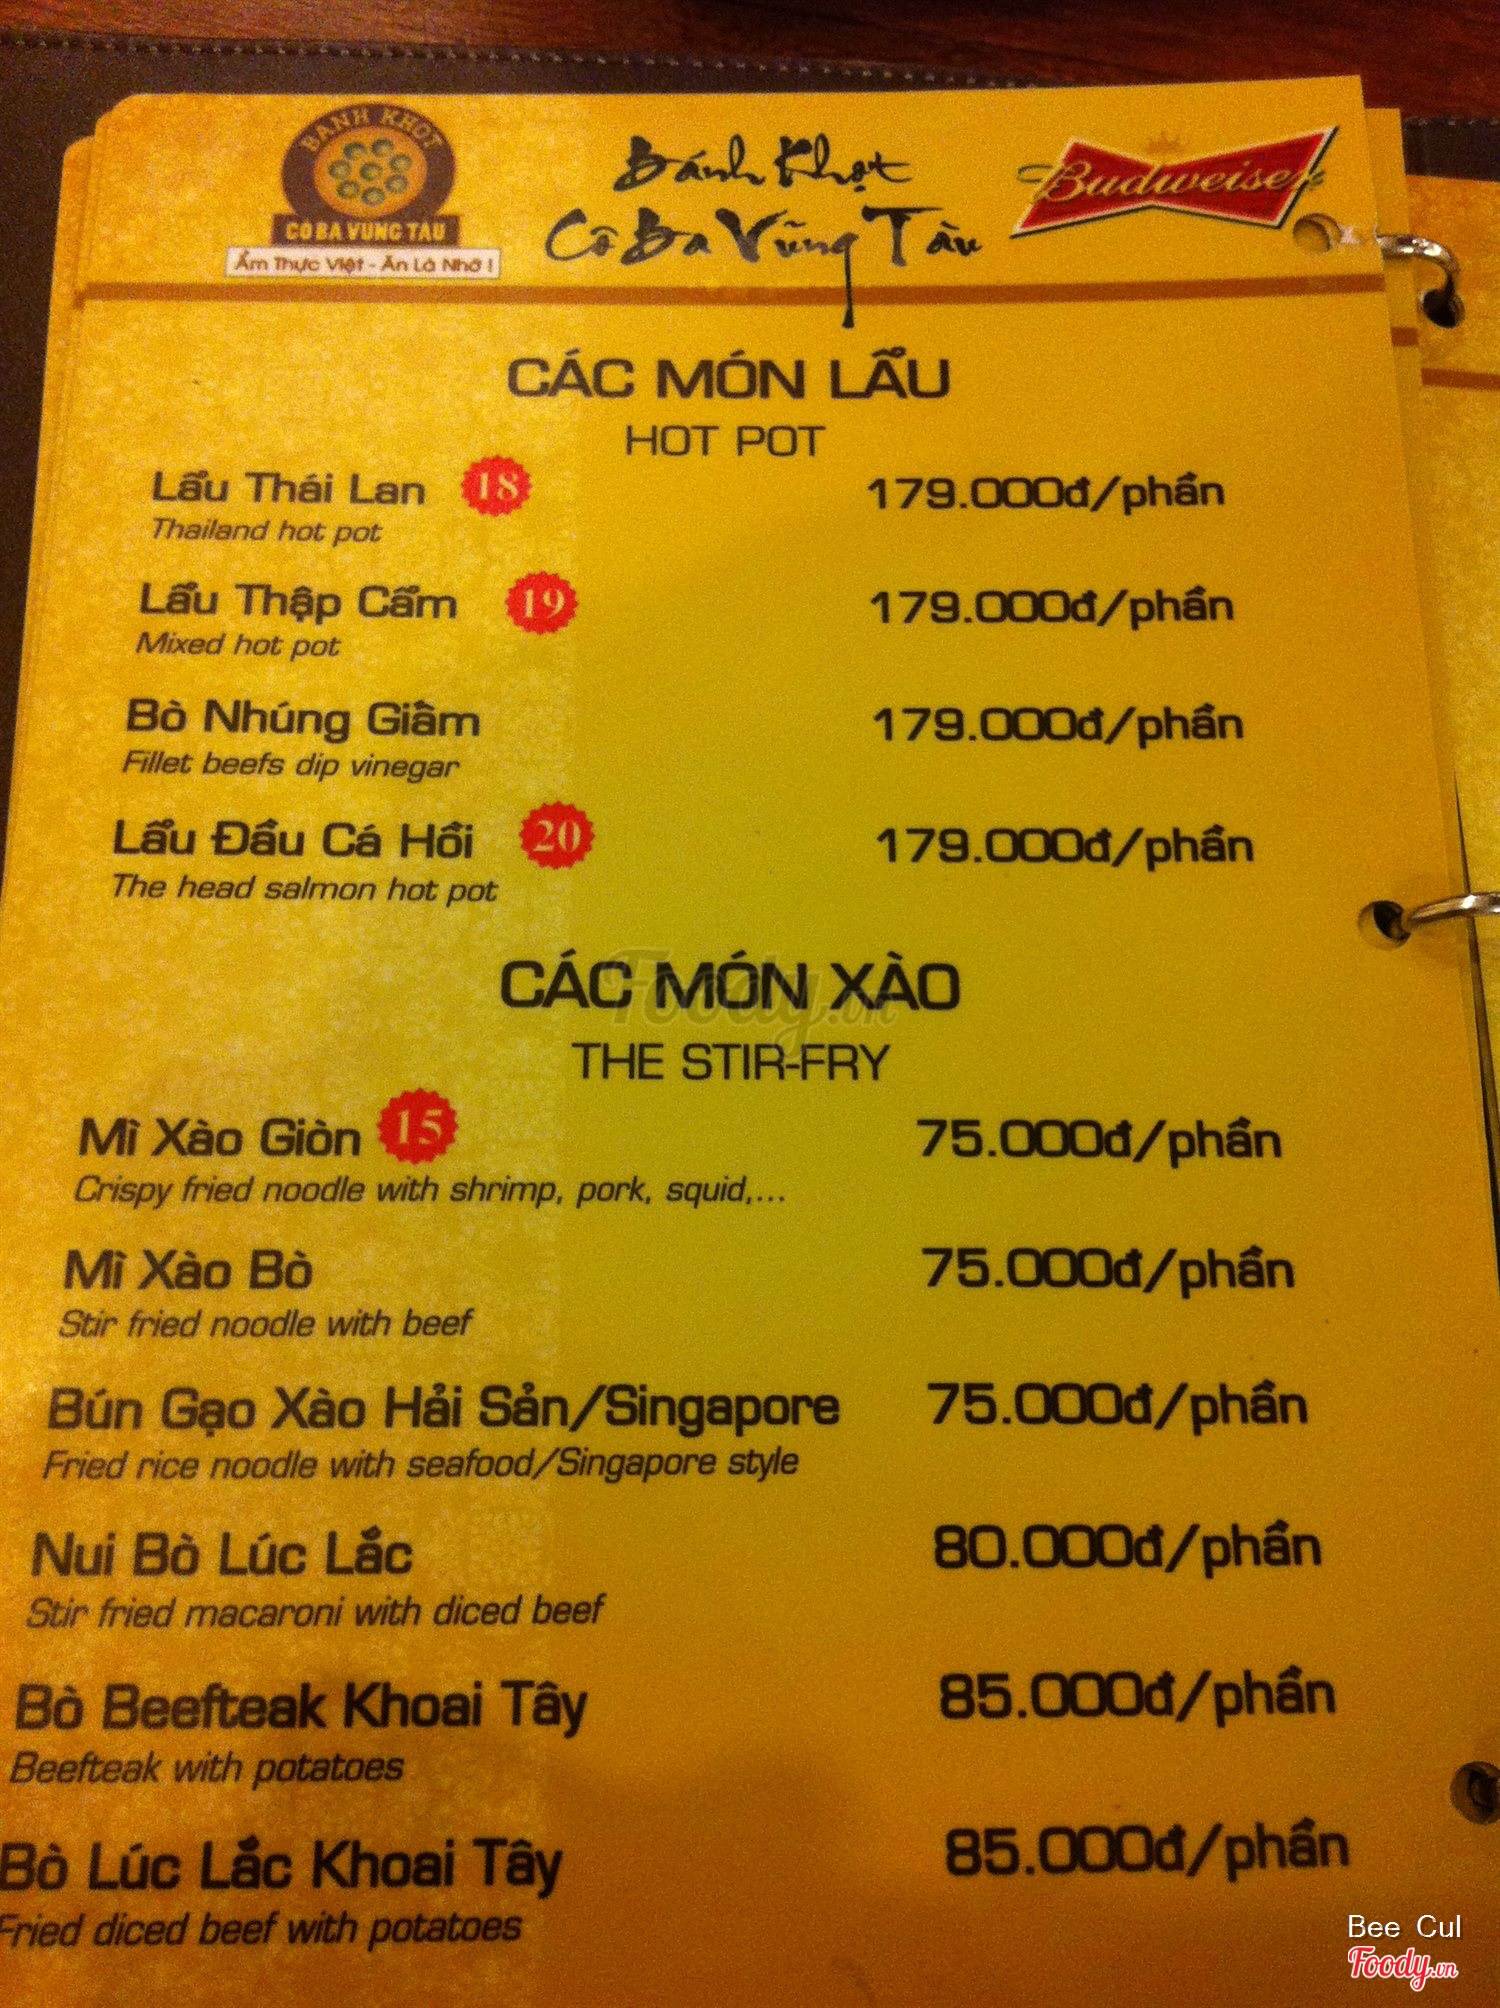 BÁNH KHỌT
CÔ BA VŨNG TÀU
Ẩm Thực Việt - Ăn Là Nhớ !
Bánh Khọt
Cô Ba Vũng Tàu
Budweiser
CÁC MÓN LẨU
HOT POT
Lẩu Thái Lan 18 179.000đ/phần
Thailand hot pot
Lẩu Thập Cẩm 19 179.000đ/phần
Mixed hot pot
Bò Nhúng Giấm 179.000đ/phần
Fillet beefs dip vinegar
Lẩu Đầu Cá Hồi 20 179.000đ/phần
The head salmon hot pot
Foody.vn
CÁC MÓN XÀO
THE STIR-FRY
Mì Xào Giòn 15 75.000đ/phần
Crispy fried noodle with shrimp, pork, squid,...
Mì Xào Bò 75.000đ/phần
Stir fried noodle with beef
Bún Gạo Xào Hải Sản/Singapore 75.000đ/phần
Fried rice noodle with seafood/Singapore style
Nui Bò Lúc Lắc 80.000đ/phần
Stir fried macaroni with diced beef
Bò Beefteak Khoai Tây 85.000đ/phần
Beefteak with potatoes
Bò Lúc Lắc Khoai Tây 85.000đ/phần
Fried diced beef with potatoes
Bee Cul
Foody.vn